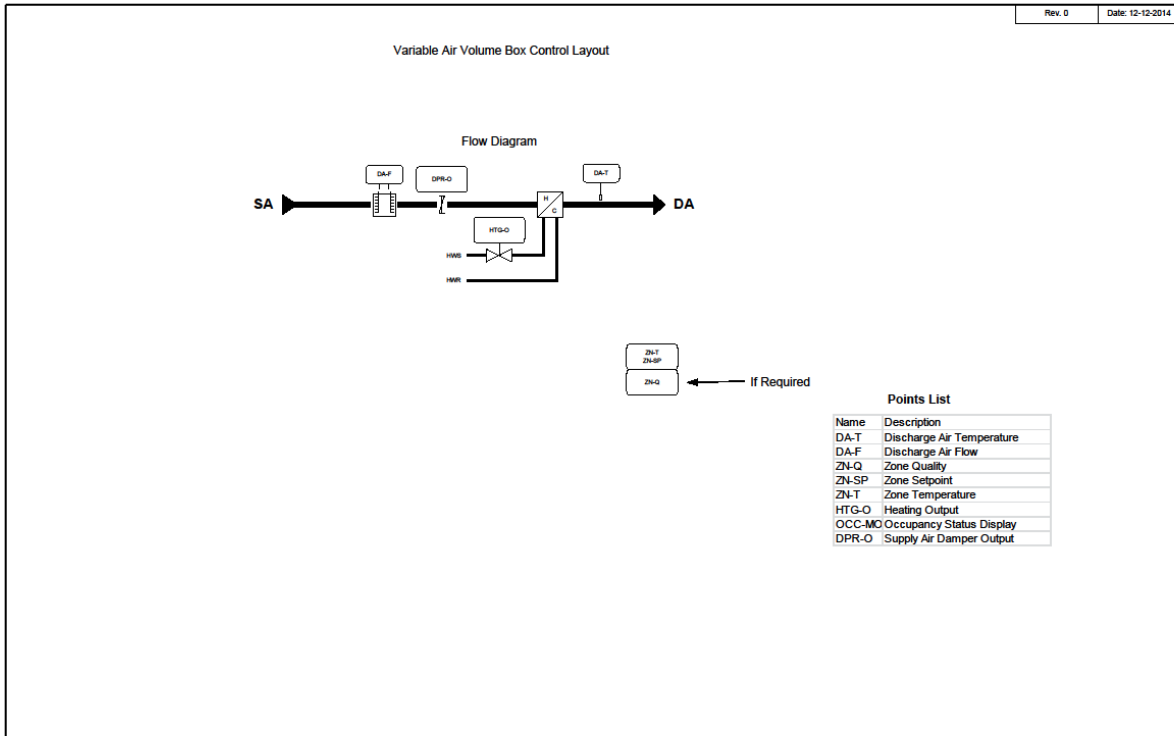 Rev. 0 Date: 12-12-2014
Variable Air Volume Box Control Layout
Flow Diagram
DA-F
DPR-O
DA-T
SA
H
C
DA
HTG-O
HWS
HWR
ZN-T
ZN-SP
ZN-Q
If Required
Points List
Name Description
DA-T Discharge Air Temperature
DA-F Discharge Air Flow
ZN-Q Zone Quality
ZN-SP Zone Setpoint
ZN-T Zone Temperature
HTG-O Heating Output
OCC-MO Occupancy Status Display
DPR-O Supply Air Damper Output